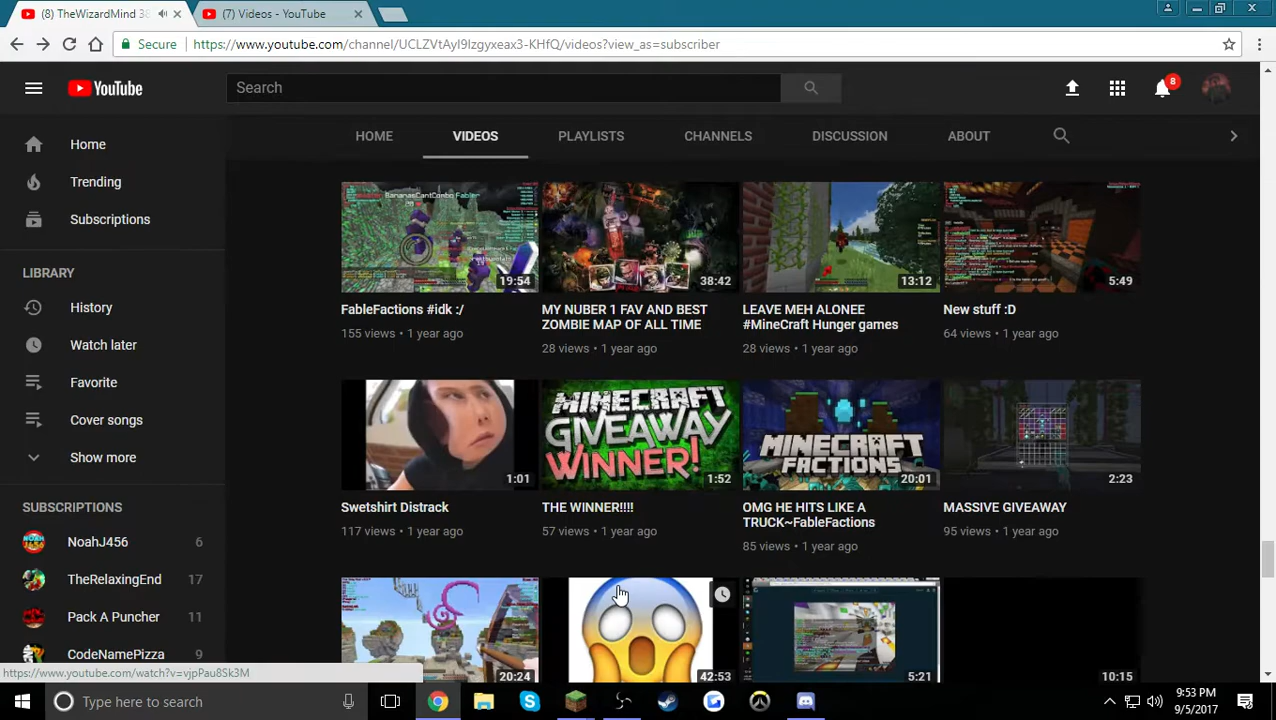 (8) TheWizardMind 38
(7) Videos - YouTube
Secure
https://www.youtube.com/channel/UCLZVtAyI9Izgyxeax3-KHfQ/videos?view_as=subscriber
YouTube
Search
8
HOME
VIDEOS
PLAYLISTS
CHANNELS
DISCUSSION
ABOUT
Home
Trending
Subscriptions
LIBRARY
History
Watch later
Favorite
Cover songs
Show more
SUBSCRIPTIONS
NoahJ456 6
TheRelaxingEnd 17
Pack A Puncher
CodeNamePizza
BananasCantCombo Fabler
19:54
38:42
13:12
5:49
FableFactions #idk :/
155 views • 1 year ago
MY NUBER 1 FAV AND BEST
ZOMBIE MAP OF ALL TIME
28 views • 1 year ago
LEAVE MEH ALONEE
#MineCraft Hunger games
28 views • 1 year ago
New stuff :D
64 views • 1 year ago
1:01
MINECRAFT
GIVEAWAY
WINNER!
1:52
MINECRAFT
FACTIONS
20:01
2:23
Swetshirt Distrack
117 views • 1 year ago
THE WINNER!!!!
57 views • 1 year ago
OMG HE HITS LIKE A
TRUCK~FableFactions
85 views • 1 year ago
MASSIVE GIVEAWAY
95 views • 1 year ago
20:24
42:53
5:21
10:15
https://www.youtube.com/watch?v=vjpPau8Sk3M
Type here to search
9:53 PM
9/5/2017